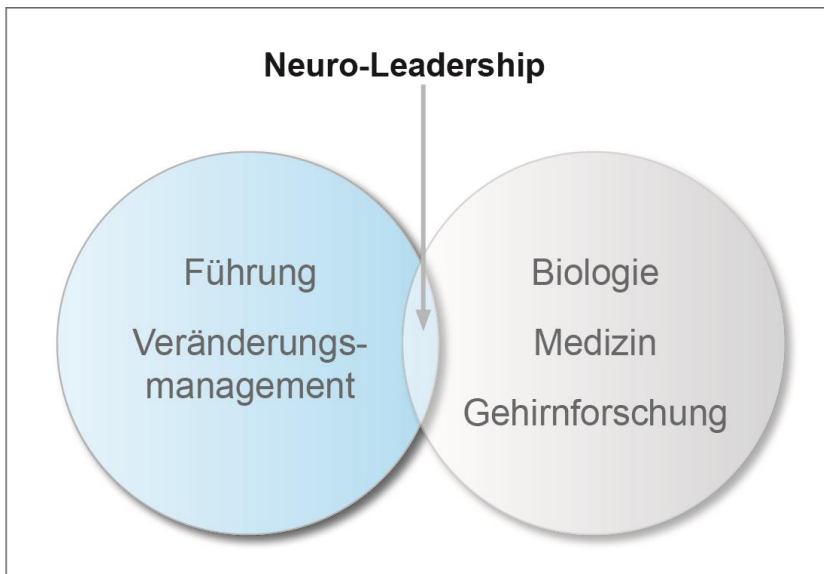 Neuro-Leadership
Führung
Veränderungs-
management
Biologie
Medizin
Gehirnforschung